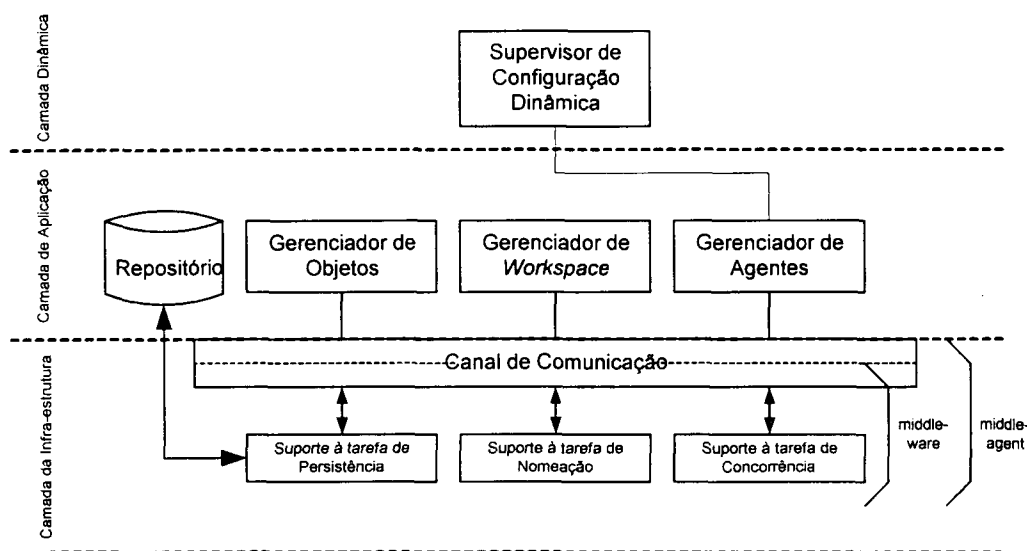 Camada Dinâmica
Supervisor de
Configuração
Dinâmica
Camada de Aplicação
Repositório
Gerenciador de
Objetos
Gerenciador de
Workspace
Gerenciador de
Agentes
Camada da Infra-estrutura
Canal de Comunicação
Suporte à tarefa de
Persistência
Suporte à tarefa de
Nomeação
Suporte à tarefa de
Concorrência
middle-
ware
middle-
agent